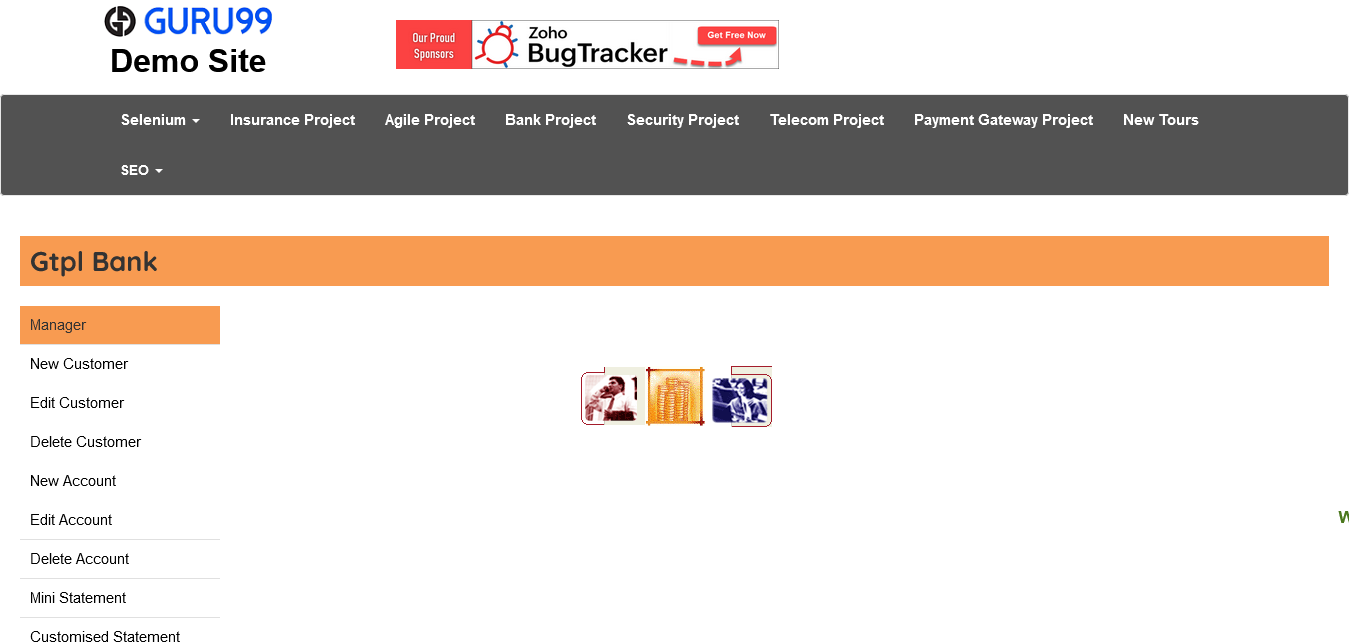 GURU99
Demo Site
Our Proud
Sponsors
Zoho
BugTracker
Get Free Now
Selenium
Insurance Project
Agile Project
Bank Project
Security Project
Telecom Project
Payment Gateway Project
New Tours
SEO
Gtpl Bank
Manager
New Customer
Edit Customer
Delete Customer
New Account
Edit Account
Delete Account
Mini Statement
Customised Statement